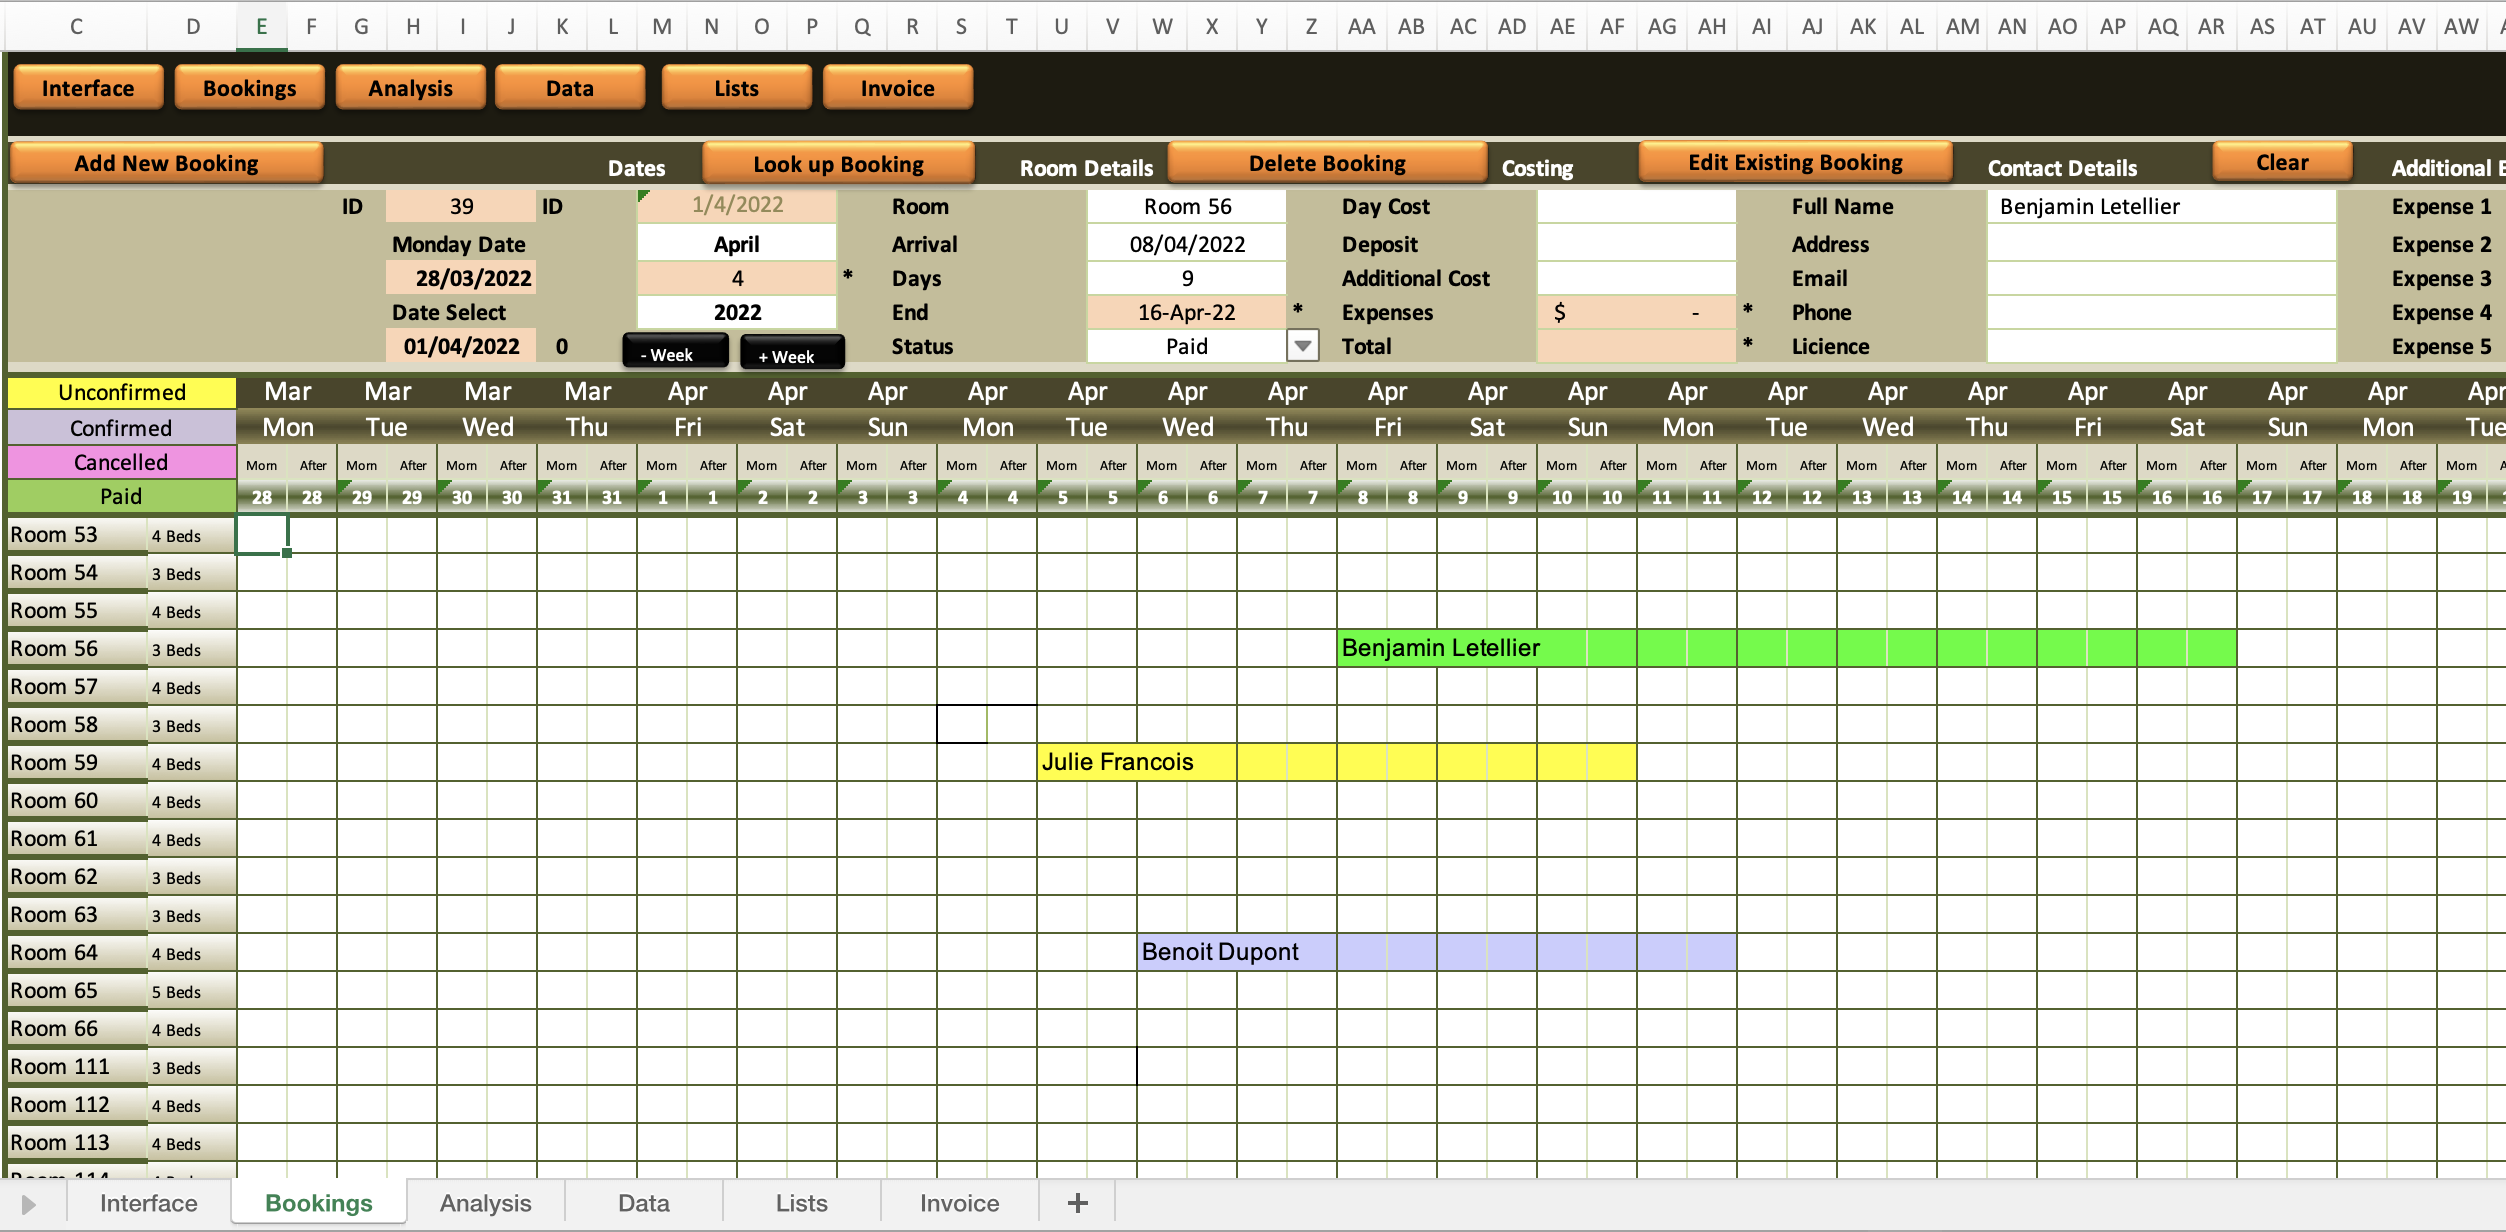 C D E F G H I J K L M N O P Q R S T U V W X Y Z AA AB AC AD AE AF AG AH AI AJ AK AL AM AN AO AP AQ AR AS AT AU AV AW
Interface Bookings Analysis Data Lists Invoice
Add New Booking Dates Look up Booking Room Details Delete Booking Costing Edit Existing Booking Contact Details Clear Additional
ID 39 ID 1/4/2022 Room Room 56 Day Cost Full Name Benjamin Letellier Expense 1
Monday Date April Arrival 08/04/2022 Deposit Address Expense 2
28/03/2022 4 * Days 9 Additional Cost Email Expense 3
Date Select 2022 End 16-Apr-22 * Expenses $ - * Phone Expense 4
01/04/2022 0 - Week + Week Status Paid Total * Licience Expense 5
Unconfirmed Mar Mar Mar Mar Apr Apr Apr Apr Apr Apr Apr Apr Apr Apr Apr Apr Apr Apr Apr Apr Apr Apr Apr
Confirmed Mon Tue Wed Thu Fri Sat Sun Mon Tue Wed Thu Fri Sat Sun Mon Tue Wed Thu Fri Sat Sun Mon Tue
Cancelled Morn After Morn After Morn After Morn After Morn After Morn After Morn After Morn After Morn After Morn After Morn After Morn After Morn After Morn After Morn After Morn After Morn After Morn After Morn After Morn After Morn After Morn After Morn
Paid 28 28 29 29 30 30 31 31 1 1 2 2 3 3 4 4 5 5 6 6 7 7 8 8 9 9 10 10 11 11 12 12 13 13 14 14 15 15 16 16 17 17 18 18 19
Room 53 4 Beds
Room 54 3 Beds
Room 55 4 Beds
Room 56 3 Beds Benjamin Letellier
Room 57 4 Beds
Room 58 3 Beds
Room 59 4 Beds Julie Francois
Room 60 4 Beds
Room 61 4 Beds
Room 62 3 Beds
Room 63 3 Beds
Room 64 4 Beds Benoit Dupont
Room 65 5 Beds
Room 66 4 Beds
Room 111 3 Beds
Room 112 4 Beds
Room 113 4 Beds
Interface Bookings Analysis Data Lists Invoice +